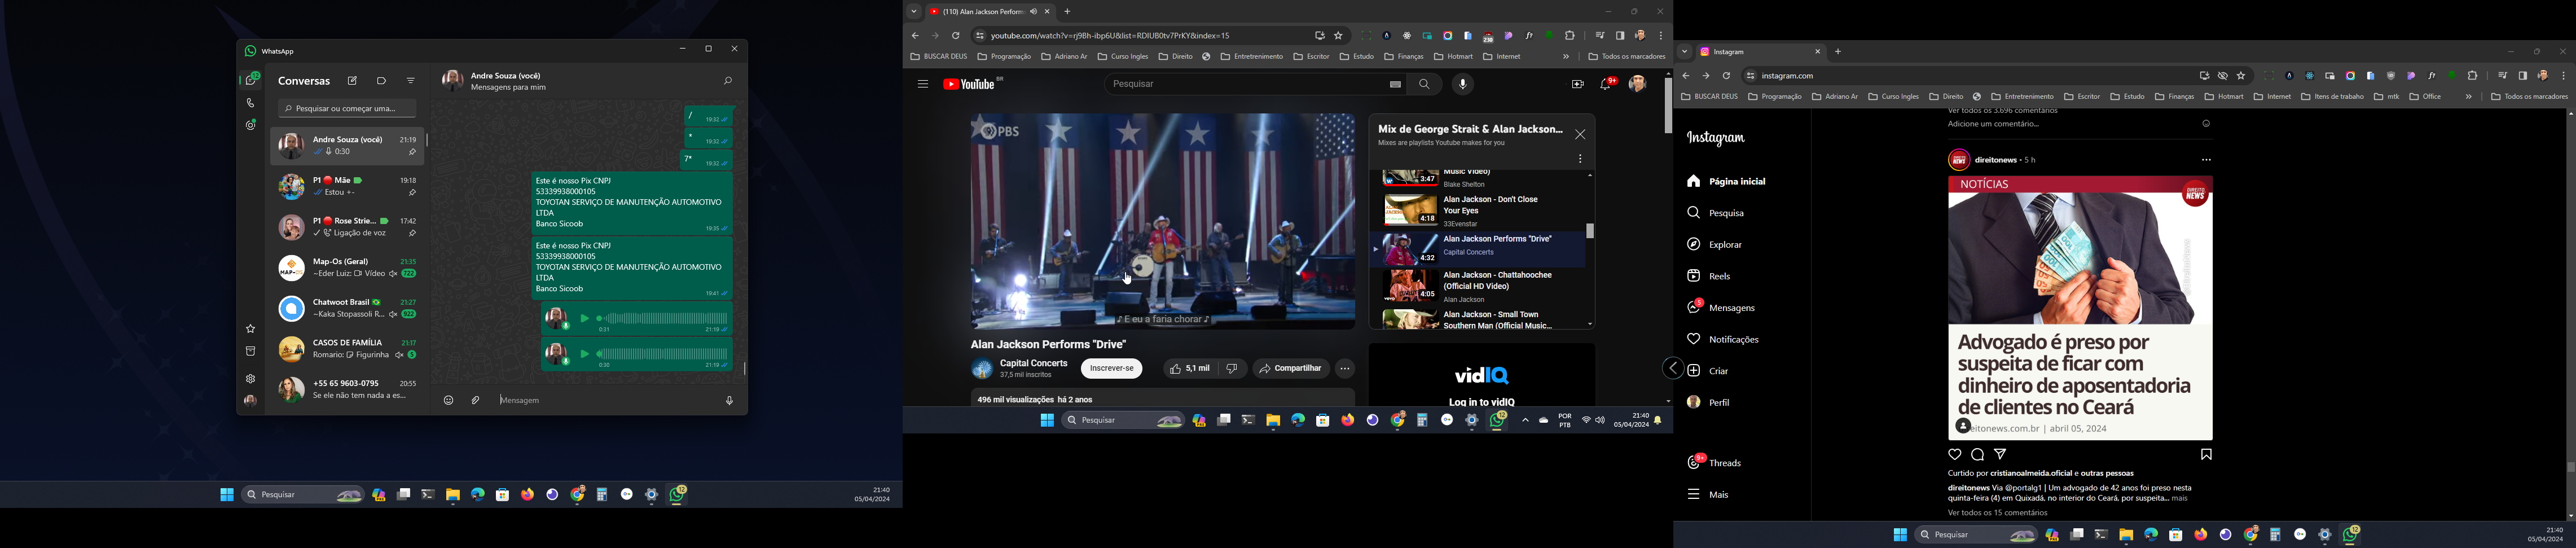 WhatsApp
12
Conversas
Pesquisar ou começar uma...
Andre Souza (você)
21:19
0:30
P1 🔴 Mãe
19:18
Estou +-
P1 🔴 Rose Strie...
17:42
Ligação de voz
Map-Os (Geral)
21:35
~Eder Luiz: Vídeo
722
Chatwoot Brasil 🇧🇷
21:27
~Kaka Stopassoli R...
922
CASOS DE FAMÍLIA
21:17
Romario: Figurinha
5
+55 65 9603-0795
20:55
Se ele não tem nada a es...
Andre Souza (você)
Mensagens para mim
/
19:32
*
19:32
7*
19:32
Este é nosso Pix CNPJ
53339938000105
TOYOTAN SERVIÇO DE MANUTENÇÃO AUTOMOTIVO
LTDA
Banco Sicoob
19:35
Este é nosso Pix CNPJ
53339938000105
TOYOTAN SERVIÇO DE MANUTENÇÃO AUTOMOTIVO
LTDA
Banco Sicoob
19:41
0:31
21:19
0:30
21:19
Mensagem
Pesquisar
12
21:40
05/04/2024
(110) Alan Jackson Perform
youtube.com/watch?v=rj9Bh-ibp6U&list=RDIUB0tv7PrKY&index=15
BUSCAR DEUS
Programação
Adriano Ar
Curso Ingles
Direito
Entretenimento
Escritor
Estudo
Finanças
Hotmart
Internet
Todos os marcadores
YouTube BR
Pesquisar
9+
PBS
♪ E eu a faria chorar ♪
Alan Jackson Performs "Drive"
Capital Concerts
37,5 mil inscritos
Inscrever-se
5,1 mil
Compartilhar
496 mil visualizações há 2 anos
Mix de George Strait & Alan Jackson...
Mixes are playlists Youtube makes for you
Music Video)
Blake Shelton
3:47
Alan Jackson - Don't Close
Your Eyes
33Evenstar
4:18
Alan Jackson Performs "Drive"
Capital Concerts
4:32
Alan Jackson - Chattahoochee
(Official HD Video)
Alan Jackson
4:05
Alan Jackson - Small Town
Southern Man (Official Music...
vidIQ
Log in to vidIQ
Pesquisar
12
POR
PTB
21:40
05/04/2024
Instagram
instagram.com
BUSCAR DEUS
Programação
Adriano Ar
Curso Ingles
Direito
Entretenimento
Escritor
Estudo
Finanças
Hotmart
Internet
Itens de trabalho
mtk
Office
Todos os marcadores
Instagram
Página inicial
Pesquisa
Explorar
Reels
5
Mensagens
Notificações
Criar
Perfil
9+
Threads
Mais
Ver todos os 3.696 comentários
Adicione um comentário...
direitonews • 5 h
NOTÍCIAS
DIREITO
NEWS
Advogado é preso por
suspeita de ficar com
dinheiro de aposentadoria
de clientes no Ceará
eitonews.com.br | abril 05, 2024
Curtido por cristianoalmeida.oficial e outras pessoas
direitonews Via @portalg1 | Um advogado de 42 anos foi preso nesta
quinta-feira (4) em Quixadá, no interior do Ceará, por suspeita... mais
Ver todos os 15 comentários
Pesquisar
12
21:40
05/04/2024